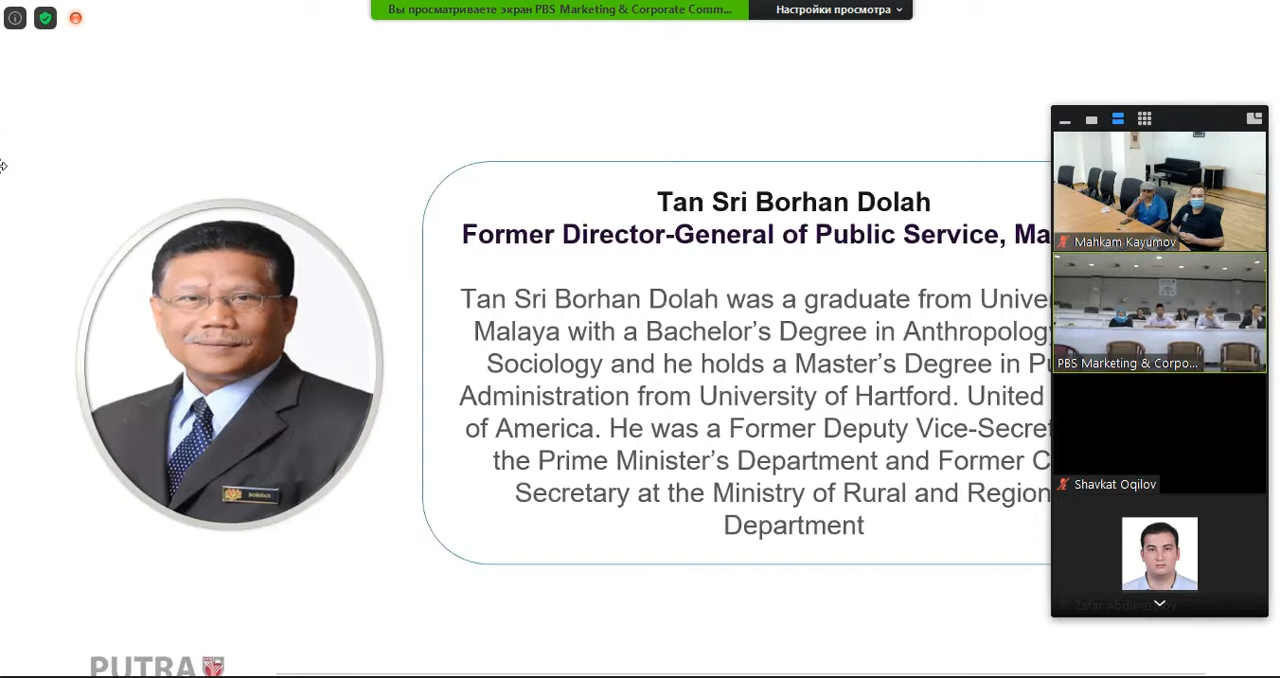 Вы просматриваете экран PBS Marketing & Corporate Comm...
Настройки просмотра
Tan Sri Borhan Dolah
Former Director-General of Public Service, Ma
Tan Sri Borhan Dolah was a graduate from Unive
Malaya with a Bachelor’s Degree in Anthropology
Sociology and he holds a Master’s Degree in Pu
Administration from University of Hartford. United
of America. He was a Former Deputy Vice-Secret
the Prime Minister’s Department and Former C
Secretary at the Ministry of Rural and Region
Department
BORHAN
PUTRA
Mahkam Kayumov
PBS Marketing & Corpo...
Shavkat Oqilov